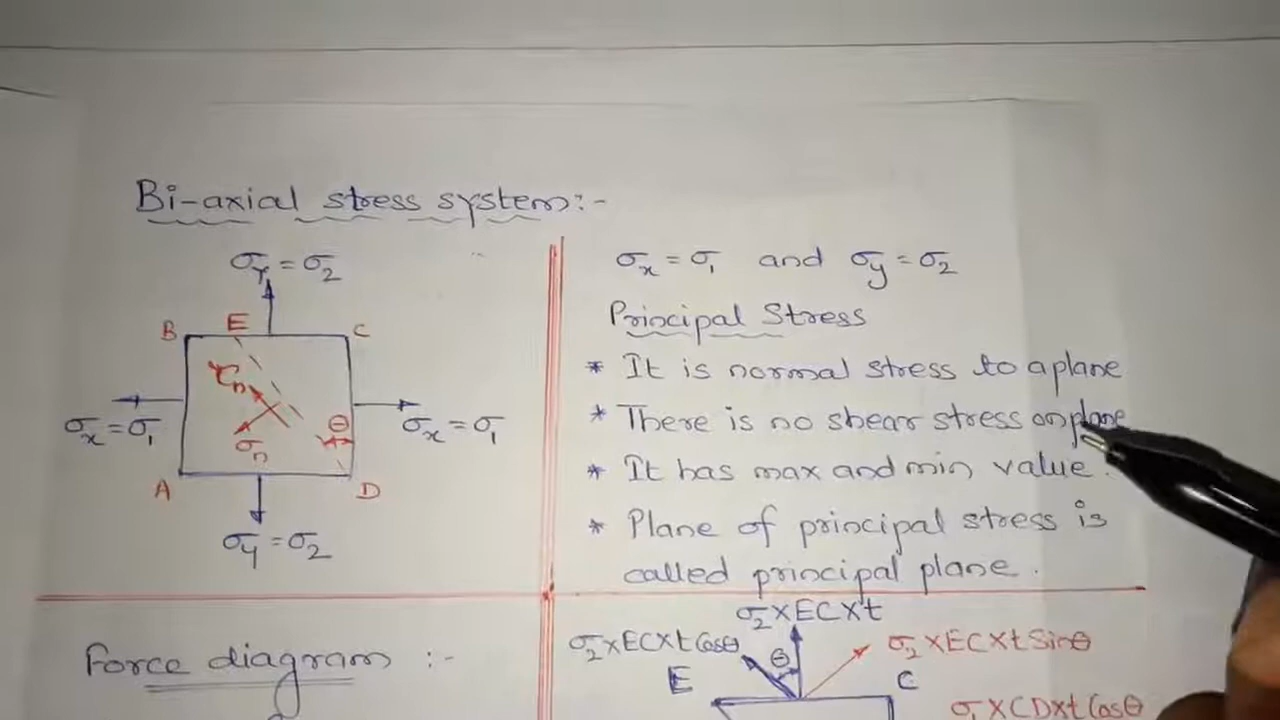 Bi-axial stress system:-
σy = σ2
B E C
τn
θ
σx = σ1
σn
σx = σ1
A D
σy = σ2
σx = σ1 and σy = σ2
Principal Stress
* It is normal stress to a plane
* There is no shear stress on plane
* It has max and min value.
* Plane of principal stress is
called principal plane.
Force diagram :-
σ2×EC×t
σ2×EC×t Cosθ
θ
σ2×EC×t Sinθ
E C
σ1×CD×t Cosθ